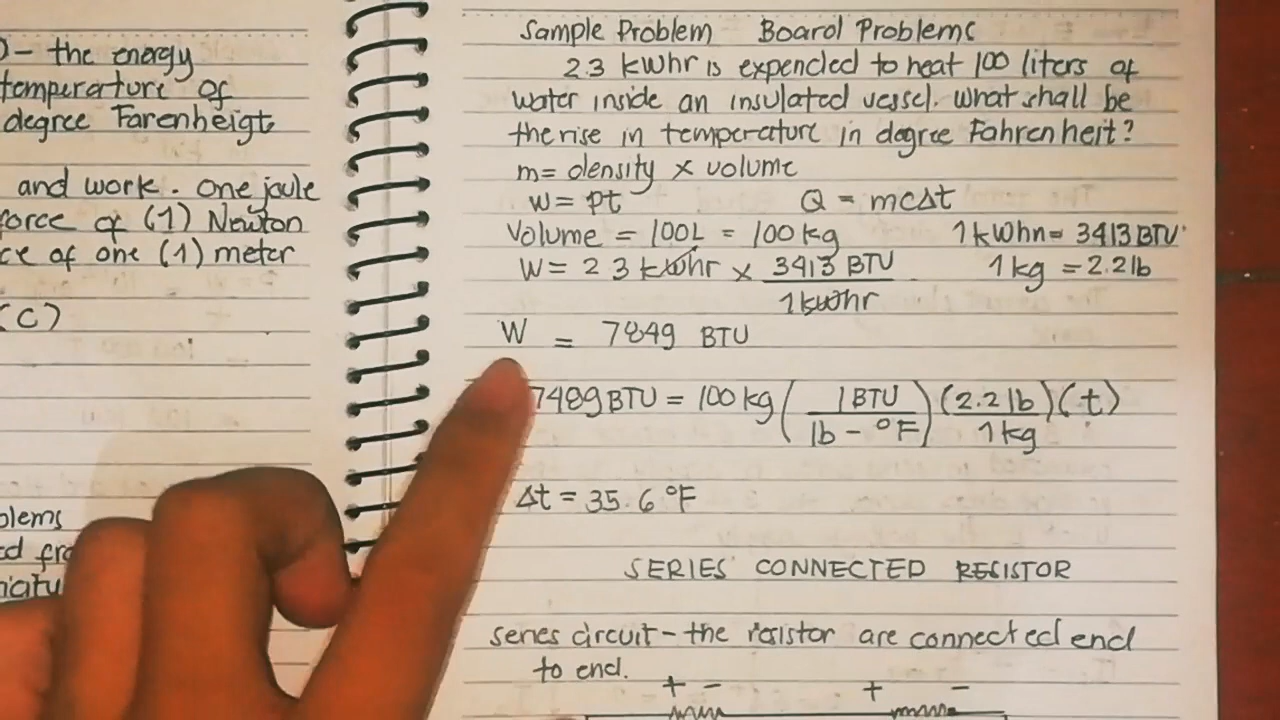 - the energy
temperature of
degree Farenheigt
and work. One joule
force of (1) Newton
ce of one (1) meter
(C)
blems
Sample Problem Board Problems
2.3 kwhr is expended to heat 100 liters of
water inside an insulated vessel. What shall be
the rise in temperature in degree Fahrenheit?
m= density x volume
w= pt Q = mcΔt
Volume = 100L = 100 kg 1 kwhn= 3413 BTU
W= 2 3 kwhr x 3413 BTU / 1 kwhr 1 kg = 2.2 lb
W = 7849 BTU
7489 BTU = 100 kg ( 1 BTU / lb - °F ) ( 2.2 lb / 1 kg ) (t)
Δt = 35.6 °F
SERIES CONNECTED RESISTOR
series circuit - the resistor are connected end
to end.
+ - + -